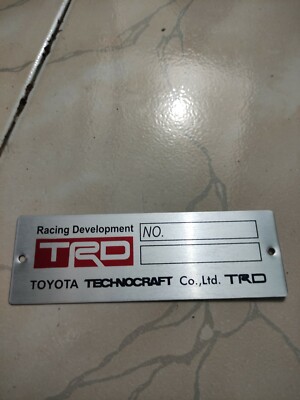 Racing Development NO.
TRD
TOYOTA TECHNOCRAFT Co.,Ltd. TRD